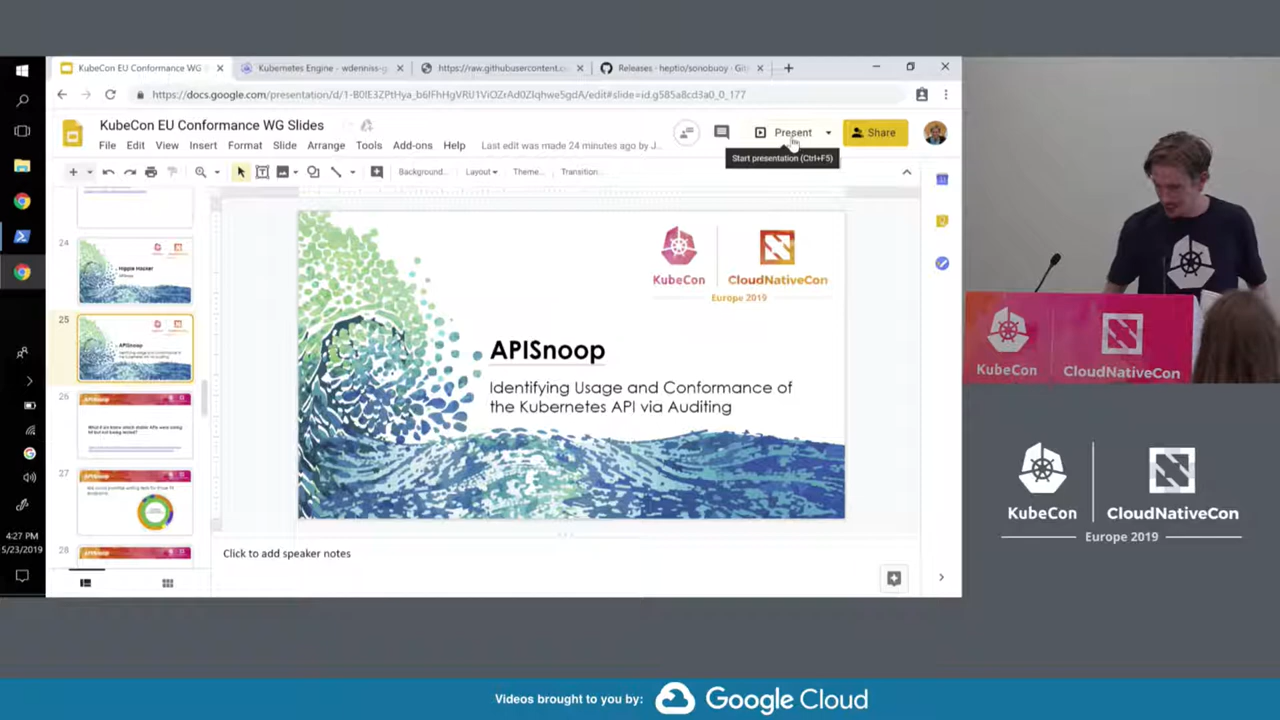 KubeCon EU Conformance WG
Kubernetes Engine - wdenniss-g
https://raw.githubusercontent.c
Releases · heptio/sonobuoy · Git
https://docs.google.com/presentation/d/
/edit#slide=id.g585a8cd3a0_0_177
KubeCon EU Conformance WG Slides
Present
Share
File Edit View Insert Format Slide Arrange Tools Add-ons Help
Last edit was made 24 minutes ago by J...
Start presentation (Ctrl+F5)
Background...
Layout
Theme...
Transition...
24
Hippie Hacker
25
APISnoop
26
APISnoop
27
APISnoop
28
APISnoop
KubeCon
CloudNativeCon
Europe 2019
APISnoop
Identifying Usage and Conformance of
the Kubernetes API via Auditing
Click to add speaker notes
4:27 PM
5/23/2019
KubeCon
CloudNativeCon
KubeCon
CloudNativeCon
Europe 2019
Videos brought to you by:
Google Cloud